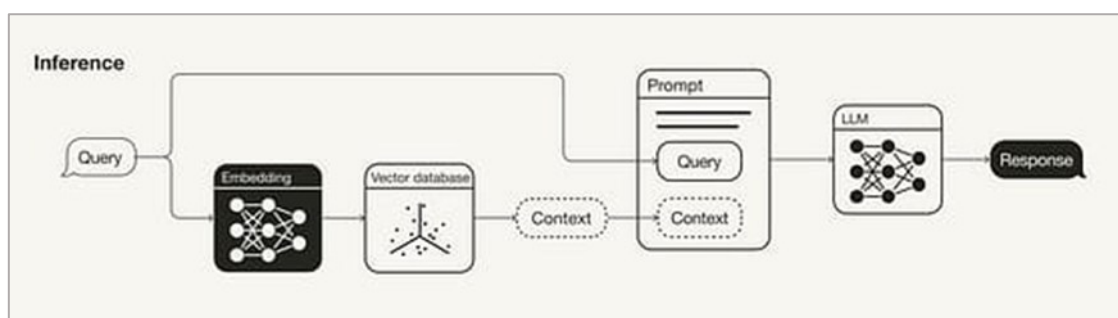 Inference
Query
Embedding
Vector database
Context
Prompt
Query
Context
LLM
Response